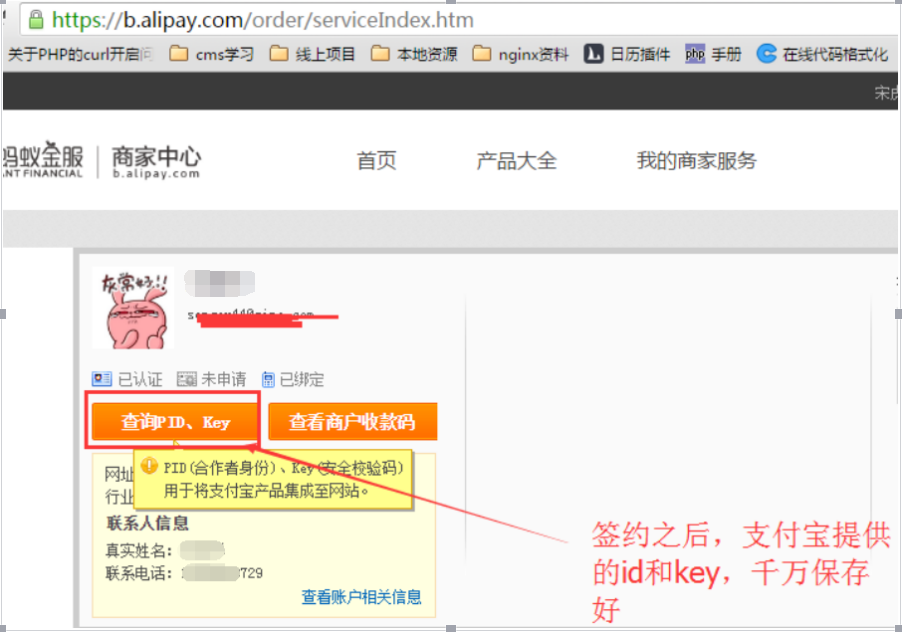 https://b.alipay.com/order/serviceIndex.htm
关于PHP的curl开启问 cms学习 线上项目 本地资源 nginx资料 日历插件 php 手册 在线代码格式化
宋
蚂蚁金服 商家中心
ANT FINANCIAL b.alipay.com
首页 产品大全 我的商家服务
灰常好!!
已认证 未申请 已绑定
查询PID、Key 查看商户收款码
PID(合作者身份)、Key(安全校验码)
用于将支付宝产品集成至网站。
网址
行业
联系人信息
真实姓名：
联系电话： 729
查看账户相关信息
签约之后，支付宝提供
的id和key，千万保存
好